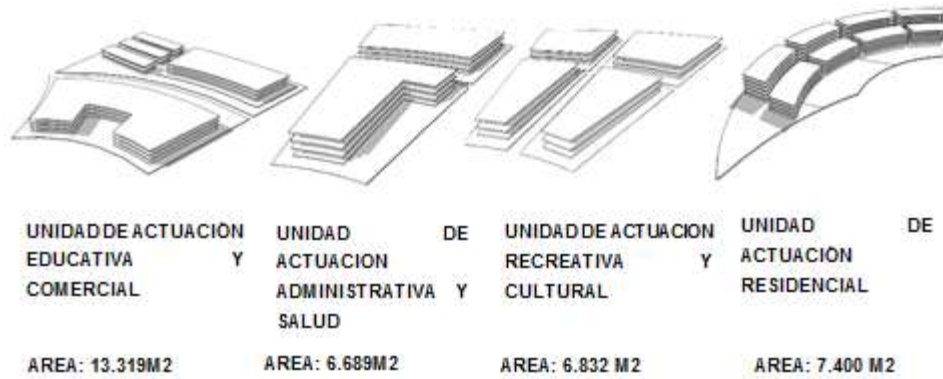 UNIDAD DE ACTUACIÓN
EDUCATIVA Y
COMERCIAL
AREA: 13.319M2
UNIDAD DE
ACTUACION
ADMINISTRATIVA Y
SALUD
AREA: 6.689M2
UNIDAD DE ACTUACION
RECREATIVA Y
CULTURAL
AREA: 6.832 M2
UNIDAD DE
ACTUACIÓN
RESIDENCIAL
AREA: 7.400 M2